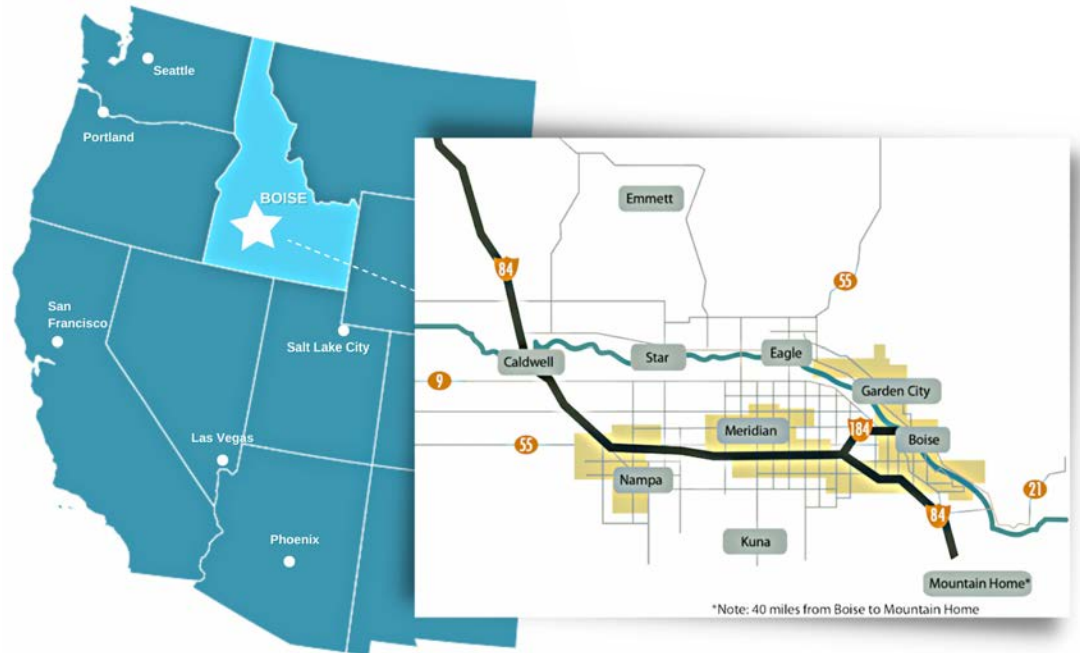 Seattle
Portland
BOISE
San
Francisco
Salt Lake City
Las Vegas
Phoenix
Emmett
84
55
Caldwell
Star
Eagle
9
Garden City
Meridian
184
Boise
55
Nampa
21
84
Kuna
Mountain Home*
*Note: 40 miles from Boise to Mountain Home